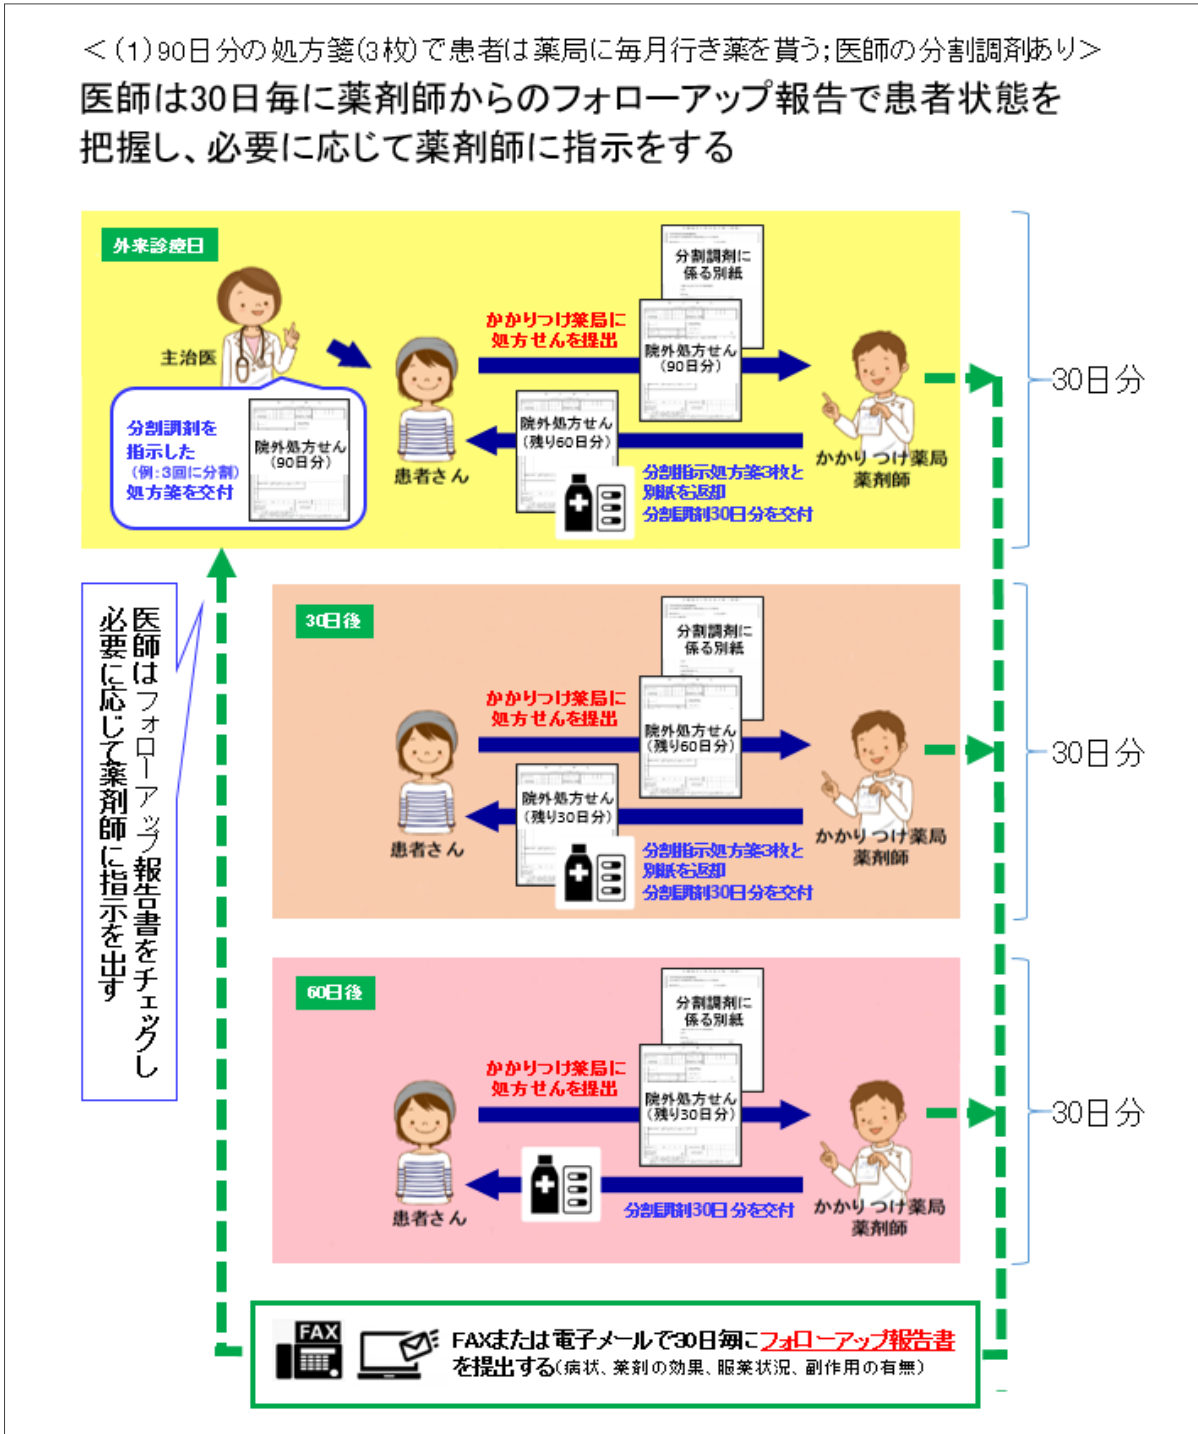 ＜（１）90日分の処方箋(３枚)で患者は薬局に毎月行き薬を貰う；医師の分割調剤あり＞
医師は30日毎に薬剤師からのフォローアップ報告で患者状態を
把握し、必要に応じて薬剤師に指示をする
外来診療日
主治医
分割調剤を
指示した
（例：3回に分割）
処方箋を交付
院外処方せん
（90日分）
患者さん
かかりつけ薬局に
処方せんを提出
分割調剤に
係る別紙
院外処方せん
（90日分）
院外処方せん
（残り60日分）
分割指示処方箋3枚と
別紙を返却
分割調剤30日分を交付
かかりつけ薬局
薬剤師
30日分
医師はフォローアップ報告書をチェックし
必要に応じて薬剤師に指示を出す
30日後
患者さん
かかりつけ薬局に
処方せんを提出
分割調剤に
係る別紙
院外処方せん
（残り60日分）
院外処方せん
（残り30日分）
分割指示処方箋3枚と
別紙を返却
分割調剤30日分を交付
かかりつけ薬局
薬剤師
30日分
60日後
患者さん
かかりつけ薬局に
処方せんを提出
分割調剤に
係る別紙
院外処方せん
（残り30日分）
分割調剤30日分を交付
かかりつけ薬局
薬剤師
30日分
FAX
FAXまたは電子メールで30日毎にフォローアップ報告書
を提出する（病状、薬剤の効果、服薬状況、副作用の有無）